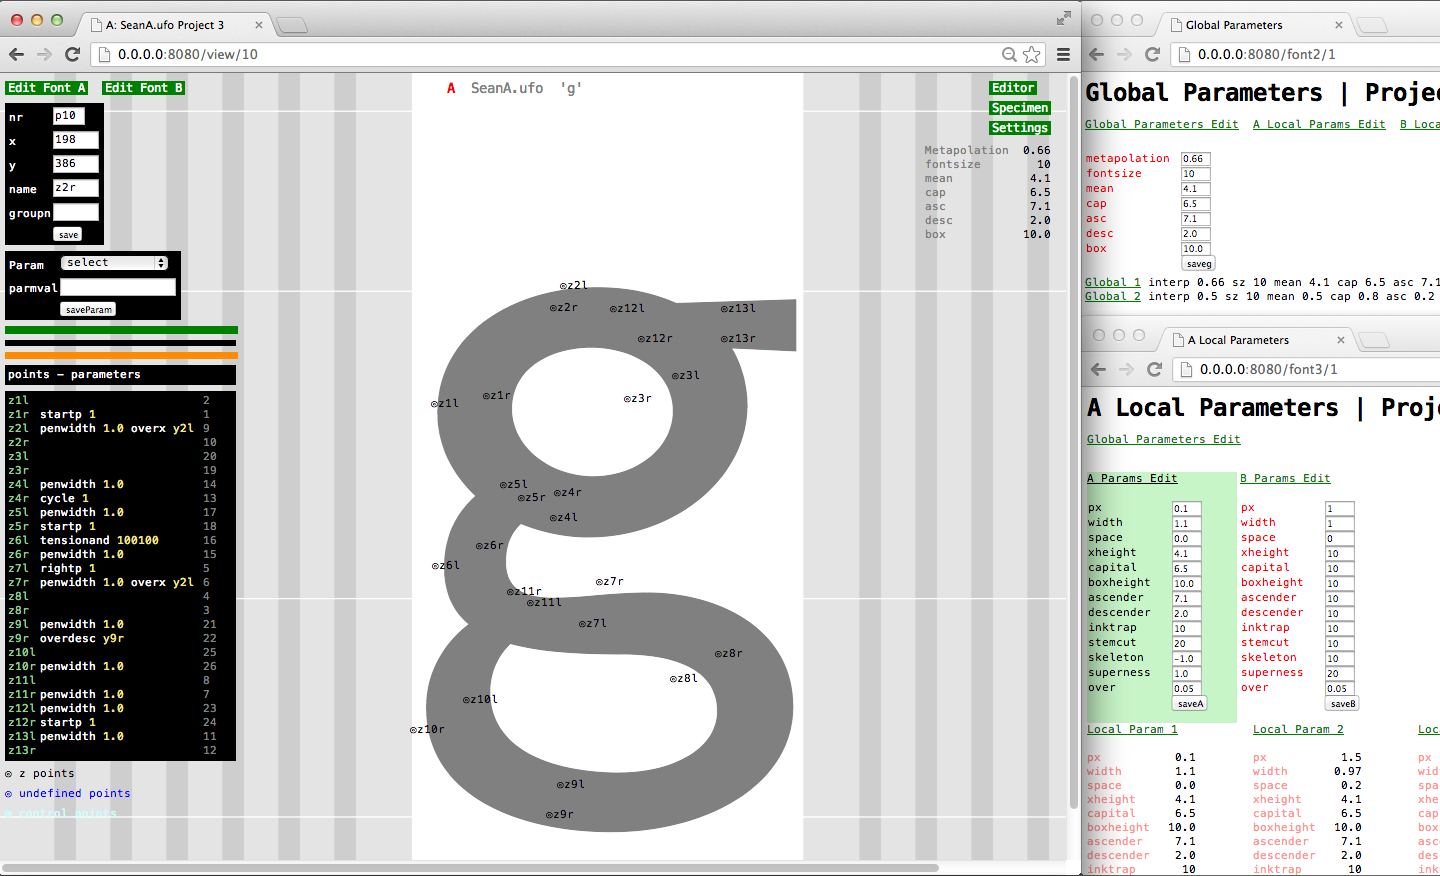 A: SeanA.ufo Project 3
0.0.0.0:8080/view/10
Edit Font A Edit Font B
A SeanA.ufo 'g'
Editor
Specimen
Settings
nr p10
x 198
y 386
name z2r
groupn
save
Param select
parmval
saveParam
Metapolation 0.66
fontsize 10
mean 4.1
cap 6.5
asc 7.1
desc 2.0
box 10.0
points – parameters
z1l 2
z1r startp 1 1
z2l penwidth 1.0 overx y2l 9
z2r 10
z3l 20
z3r 19
z4l penwidth 1.0 14
z4r cycle 1 13
z5l penwidth 1.0 17
z5r startp 1 18
z6l tensionand 100100 16
z6r penwidth 1.0 15
z7l rightp 1 5
z7r penwidth 1.0 overx y2l 6
z8l 4
z8r 3
z9l penwidth 1.0 21
z9r overdesc y9r 22
z10l 25
z10r penwidth 1.0 26
z11l 8
z11r penwidth 1.0 7
z12l penwidth 1.0 23
z12r startp 1 24
z13l penwidth 1.0 11
z13r 12
z points
undefined points
control points
z2l
z2r z12l z13l
z12r z13r
z3l
z1l z1r z3r
z5l
z5r z4r
z4l
z6r
z6l
z7r
z11r
z11l
z7l
z8r
z8l
z10l
z10r
z9l
z9r
Global Parameters
0.0.0.0:8080/font2/1
Global Parameters | Projec
Global Parameters Edit A Local Params Edit B Loca
metapolation 0.66
fontsize 10
mean 4.1
cap 6.5
asc 7.1
desc 2.0
box 10.0
saveg
Global 1 interp 0.66 sz 10 mean 4.1 cap 6.5 asc 7.1
Global 2 interp 0.5 sz 10 mean 0.5 cap 0.8 asc 0.2
A Local Parameters
0.0.0.0:8080/font3/1
A Local Parameters | Proj
Global Parameters Edit
A Params Edit B Params Edit
px 0.1 px 1
width 1.1 width 1
space 0.0 space 0
xheight 4.1 xheight 10
capital 6.5 capital 10
boxheight 10.0 boxheight 10
ascender 7.1 ascender 10
descender 2.0 descender 10
inktrap 10 inktrap 10
stemcut 20 stemcut 10
skeleton -1.0 skeleton 10
superness 1.0 superness 20
over 0.05 over 0.05
saveA saveB
Local Param 1 Local Param 2 Loc
px 0.1 px 1.5 px
width 1.1 width 0.97 wid
space 0.0 space 0.2 spa
xheight 4.1 xheight 4.1 xhe
capital 6.5 capital 6.5 cap
boxheight 10.0 boxheight 10.0 box
ascender 7.1 ascender 7.1 asc
descender 2.0 descender 2.0 des
inktrap 10 inktrap 10 ink